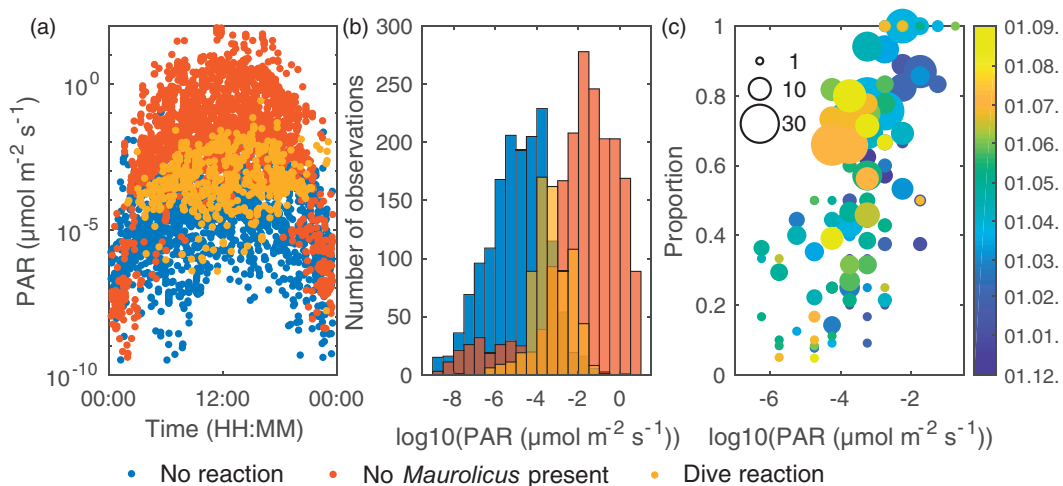 (a)
PAR (µmol m⁻² s⁻¹)
10⁰
10⁻⁵
10⁻¹⁰
00:00 12:00 00:00
Time (HH:MM)
(b)
Number of observations
300
250
200
150
100
50
0
-8 -6 -4 -2 0
log10(PAR (µmol m⁻² s⁻¹))
(c)
Proportion
1
0.8
0.6
0.4
0.2
0
1
10
30
-6 -4 -2
log10(PAR (µmol m⁻² s⁻¹))
01.09.
01.08.
01.07.
01.06.
01.05.
01.04.
01.03.
01.02.
01.01.
01.12.
No reaction No Maurolicus present Dive reaction